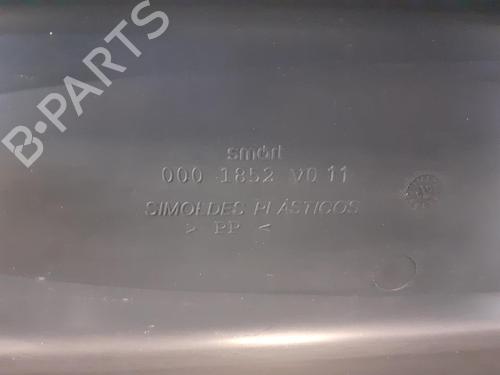 B-PARTS
smart
000 1852 V0 11
SIMOLDES PLÁSTICOS
> PP <